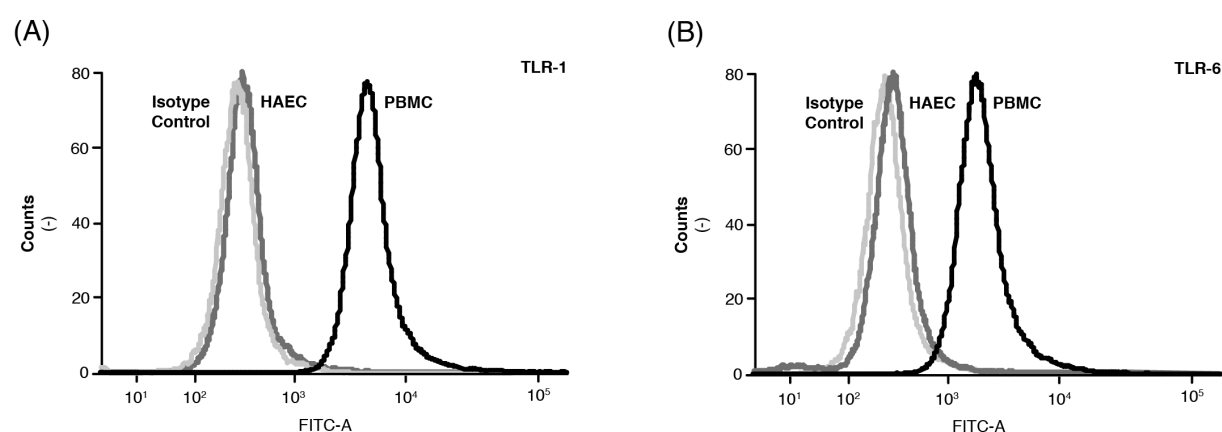 (A)
TLR-1
80
60
40
20
0
Counts
(-)
Isotype
Control
HAEC
PBMC
10¹
10²
10³
10⁴
10⁵
FITC-A
(B)
TLR-6
80
60
40
20
0
Counts
(-)
Isotype
Control
HAEC
PBMC
10¹
10²
10³
10⁴
10⁵
FITC-A